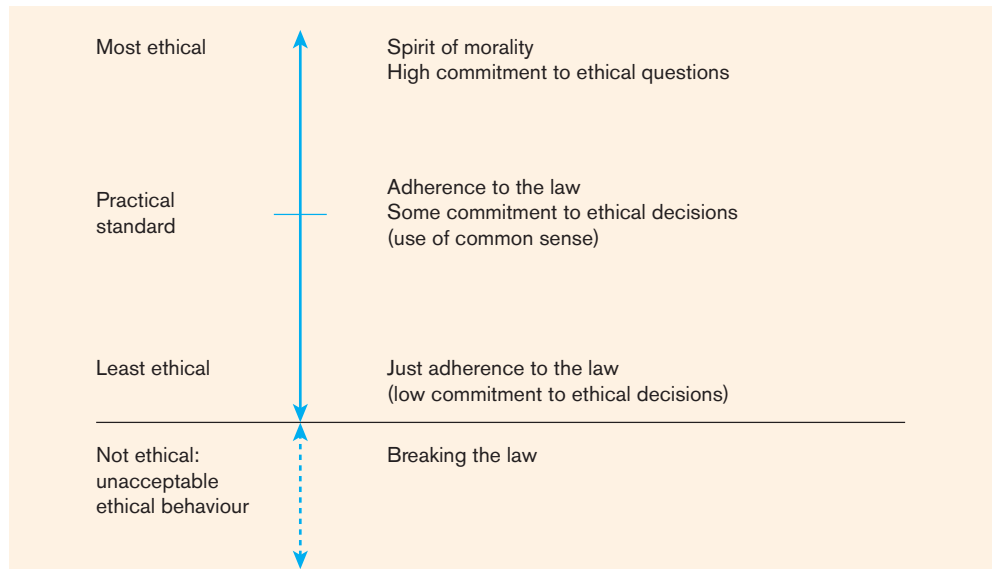 Most ethical
Spirit of morality
High commitment to ethical questions
Practical
standard
Adherence to the law
Some commitment to ethical decisions
(use of common sense)
Least ethical
Just adherence to the law
(low commitment to ethical decisions)
Not ethical:
unacceptable
ethical behaviour
Breaking the law